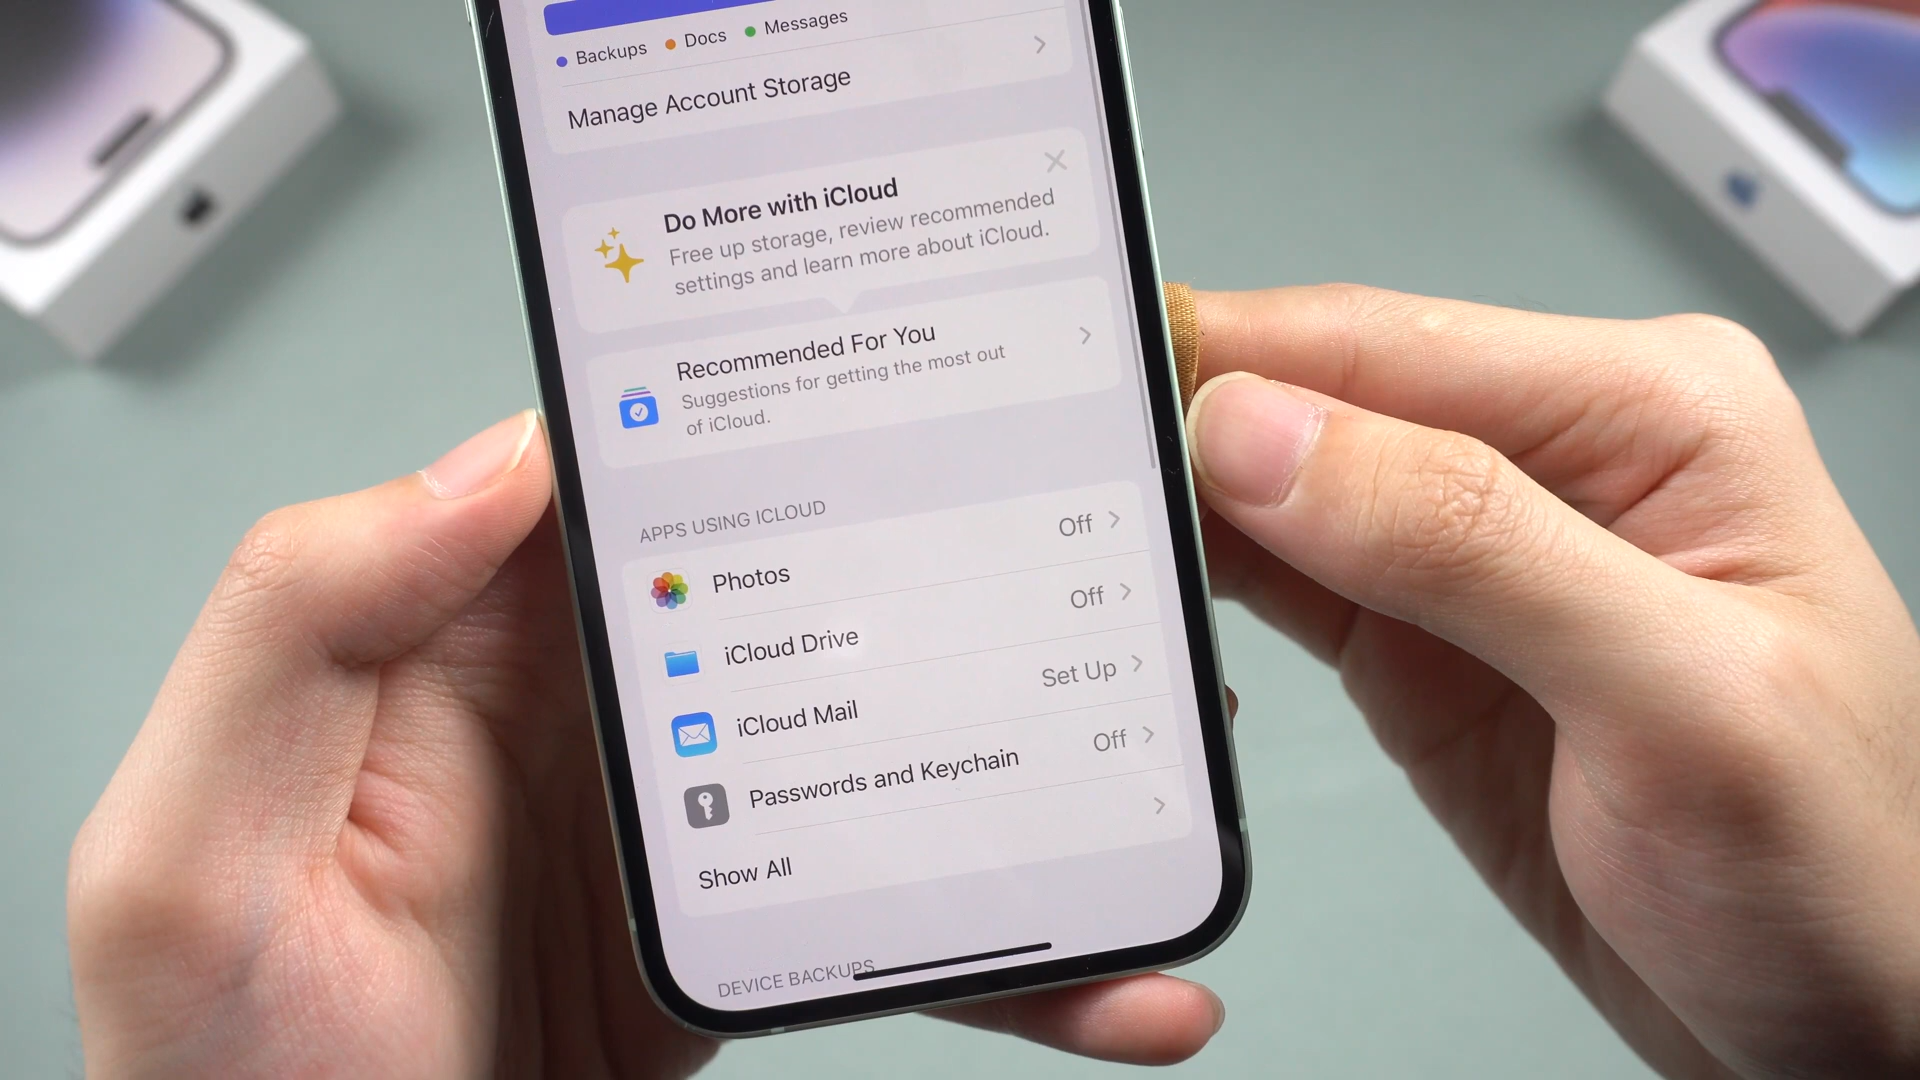 Backups Docs Messages
Manage Account Storage
Do More with iCloud
Free up storage, review recommended
settings and learn more about iCloud.
Recommended For You
Suggestions for getting the most out
of iCloud.
APPS USING ICLOUD
Photos Off
iCloud Drive Off
iCloud Mail Set Up
Passwords and Keychain Off
Show All
DEVICE BACKUPS